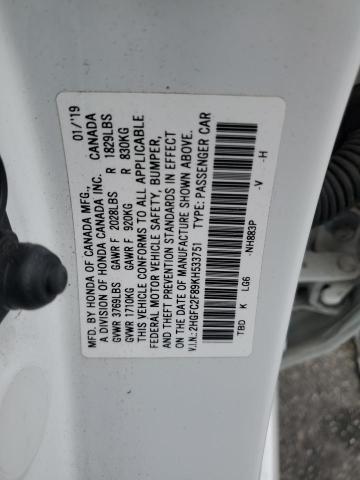 MFD. BY HONDA OF CANADA MFG., 01/'19
A DIVISION OF HONDA CANADA INC. CANADA
GVWR 3769LBS GAWR F 2028LBS R 1829LBS
GVWR 1710KG GAWR F 920KG R 830KG
THIS VEHICLE CONFORMS TO ALL APPLICABLE
FEDERAL MOTOR VEHICLE SAFETY, BUMPER,
AND THEFT PREVENTION STANDARDS IN EFFECT
ON THE DATE OF MANUFACTURE SHOWN ABOVE.
V.I.N.: 2HGFC2F89KH533751 TYPE: PASSENGER CAR
TBD K LG6 -NH883P -V -H